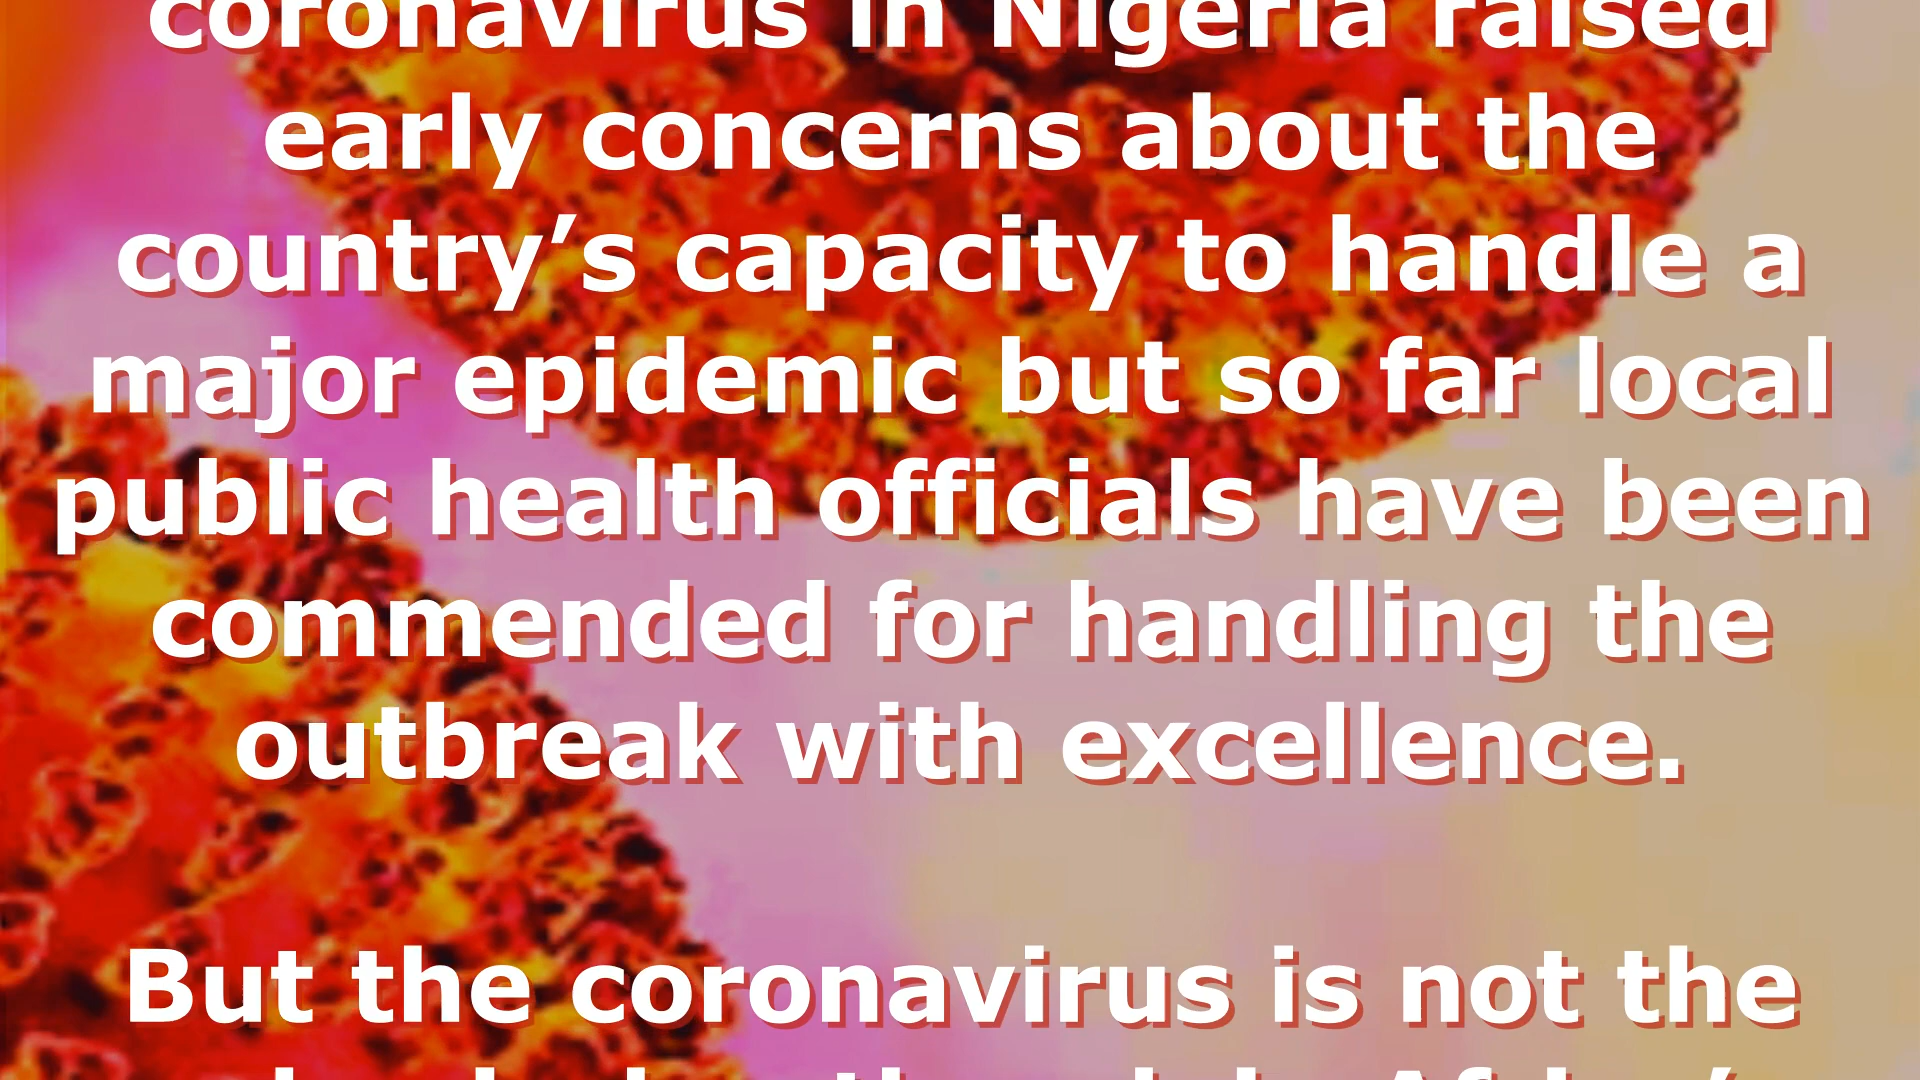 coronavirus in Nigeria raised
early concerns about the
country’s capacity to handle a
major epidemic but so far local
public health officials have been
commended for handling the
outbreak with excellence.
But the coronavirus is not the